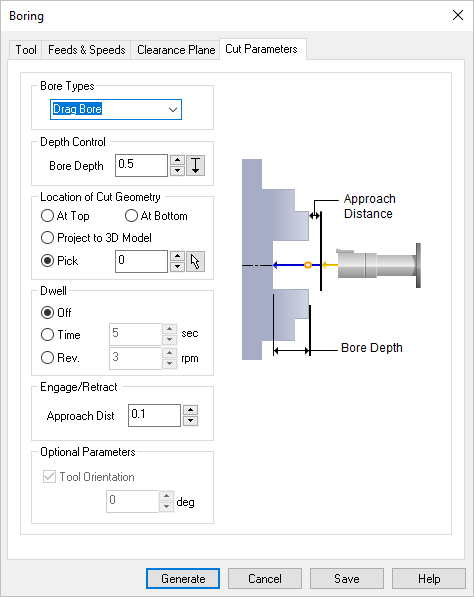 Boring
Tool Feeds & Speeds Clearance Plane Cut Parameters
Bore Types
Drag Bore
Depth Control
Bore Depth 0.5
Location of Cut Geometry
At Top At Bottom
Project to 3D Model
Pick 0
Dwell
Off
Time 5 sec
Rev. 3 rpm
Engage/Retract
Approach Dist 0.1
Optional Parameters
Tool Orientation
0 deg
Approach
Distance
Bore Depth
Generate Cancel Save Help